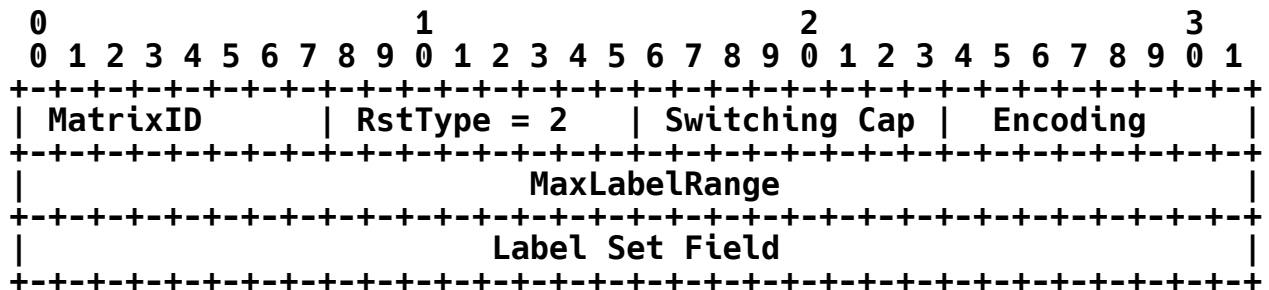 0                   1                   2                   3
 0 1 2 3 4 5 6 7 8 9 0 1 2 3 4 5 6 7 8 9 0 1 2 3 4 5 6 7 8 9 0 1
+-+-+-+-+-+-+-+-+-+-+-+-+-+-+-+-+-+-+-+-+-+-+-+-+-+-+-+-+-+-+-+-+
| MatrixID      | RstType = 2   | Switching Cap |  Encoding     |
+-+-+-+-+-+-+-+-+-+-+-+-+-+-+-+-+-+-+-+-+-+-+-+-+-+-+-+-+-+-+-+-+
|                          MaxLabelRange                        |
+-+-+-+-+-+-+-+-+-+-+-+-+-+-+-+-+-+-+-+-+-+-+-+-+-+-+-+-+-+-+-+-+
|                        Label Set Field                        |
+-+-+-+-+-+-+-+-+-+-+-+-+-+-+-+-+-+-+-+-+-+-+-+-+-+-+-+-+-+-+-+-+